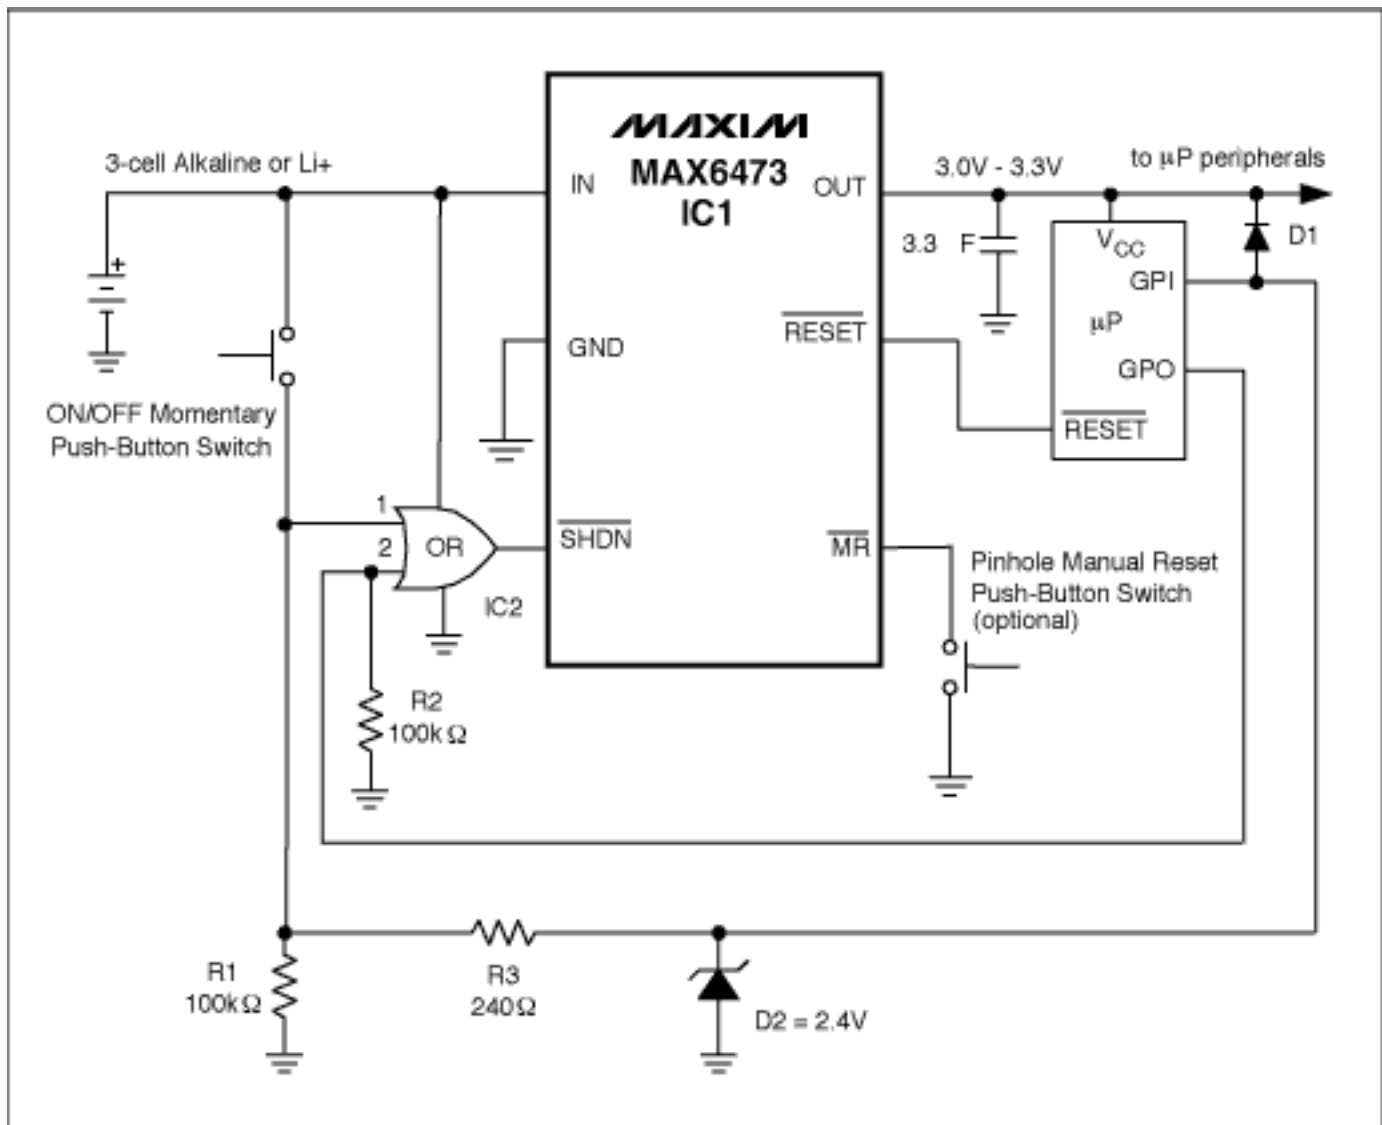 3-cell Alkaline or Li+
+
ON/OFF Momentary
Push-Button Switch
MAXIM
MAX6473
IC1
IN
OUT
GND
RESET
SHDN
MR
3.0V - 3.3V
to µP peripherals
3.3 F
VCC
GPI
µP
GPO
RESET
D1
1
2
OR
IC2
Pinhole Manual Reset
Push-Button Switch
(optional)
R2
100kΩ
R1
100kΩ
R3
240Ω
D2 = 2.4V